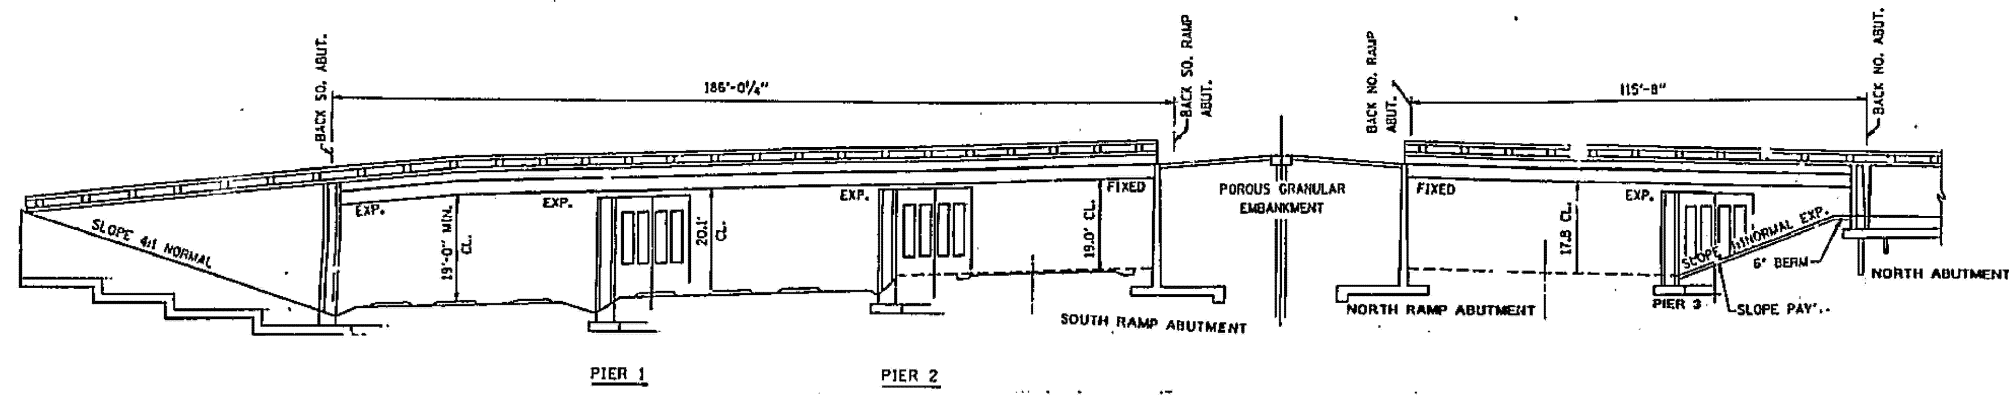 BACK SO. ABUT.
186'-0¼"
BACK SO. RAMP
ABUT.
BACK NO. RAMP
ABUT.
115'-8"
BACK NO. ABUT.
SLOPE 4:1 NORMAL
EXP.
19'-0" MIN.
CL.
EXP.
20.1'
CL.
EXP.
19.0' CL.
FIXED
POROUS GRANULAR
EMBANKMENT
FIXED
17.8 CL.
EXP.
SLOPE NORMAL EXP.
6' BERM
NORTH ABUTMENT
SOUTH RAMP ABUTMENT
NORTH RAMP ABUTMENT
PIER 3
SLOPE PAV'
PIER 1
PIER 2